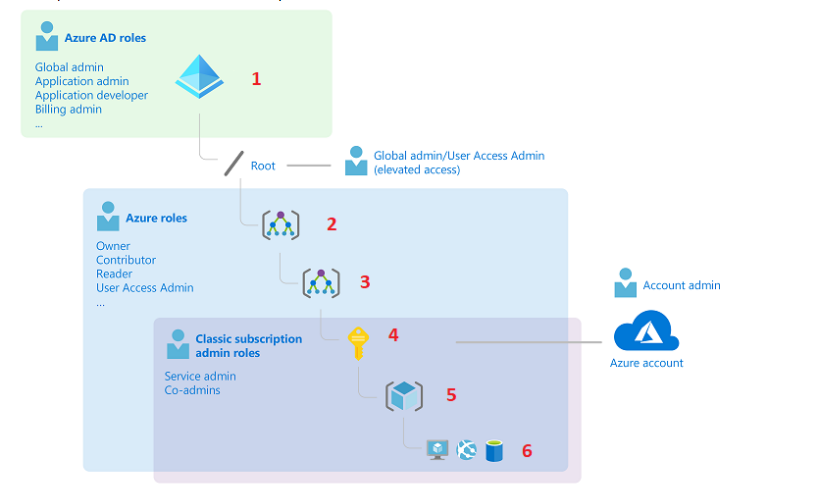 Azure AD roles
Global admin
Application admin
Application developer
Billing admin
...
1
Root
Global admin/User Access Admin
(elevated access)
Azure roles
Owner
Contributor
Reader
User Access Admin
...
2
3
Account admin
Classic subscription
admin roles
Service admin
Co-admins
4
Azure account
5
6